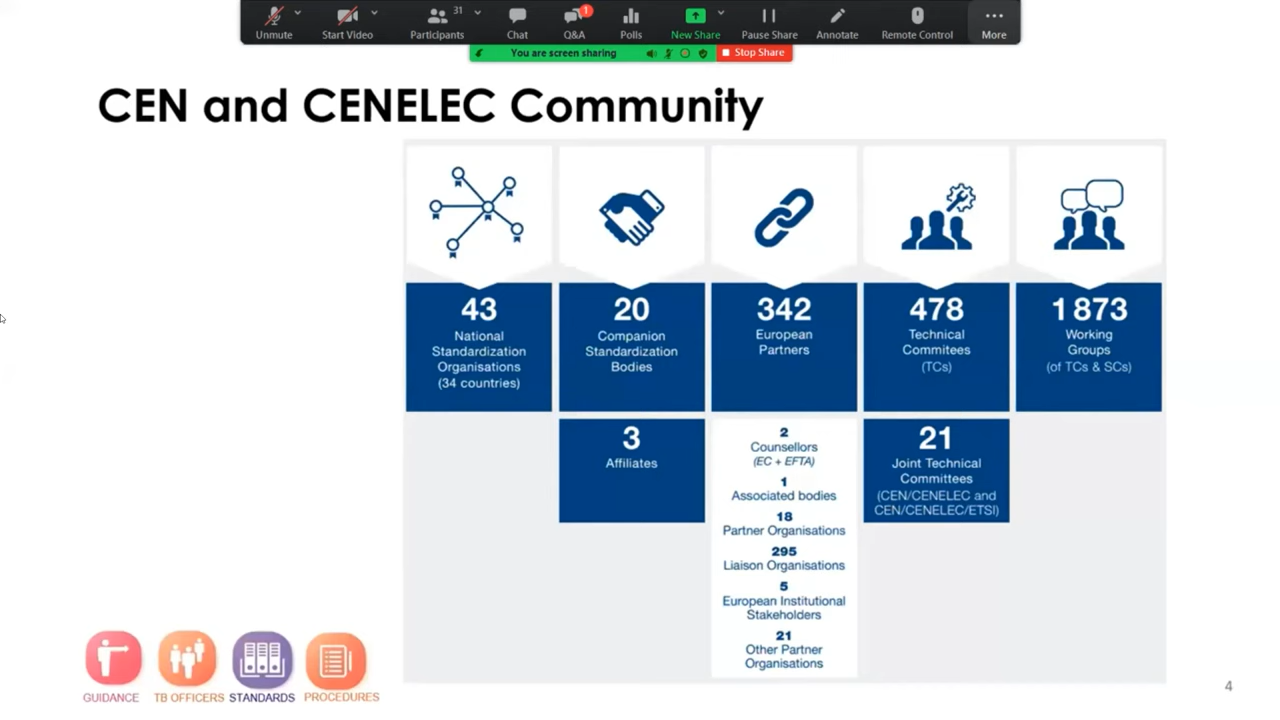 31
1
Unmute
Start Video
Participants
Chat
Q&A
Polls
New Share
Pause Share
Annotate
Remote Control
More
You are screen sharing
Stop Share
CEN and CENELEC Community
43
National
Standardization
Organisations
(34 countries)
20
Companion
Standardization
Bodies
342
European
Partners
478
Technical
Commitees
(TCs)
1 873
Working
Groups
(of TCs & SCs)
3
Affiliates
2
Counsellors
(EC + EFTA)
1
Associated bodies
18
Partner Organisations
295
Liaison Organisations
5
European Institutional
Stakeholders
21
Other Partner
Organisations
21
Joint Technical
Committees
(CEN/CENELEC and
CEN/CENELEC/ETSI)
GUIDANCE
TB OFFICERS
STANDARDS
PROCEDURES
4